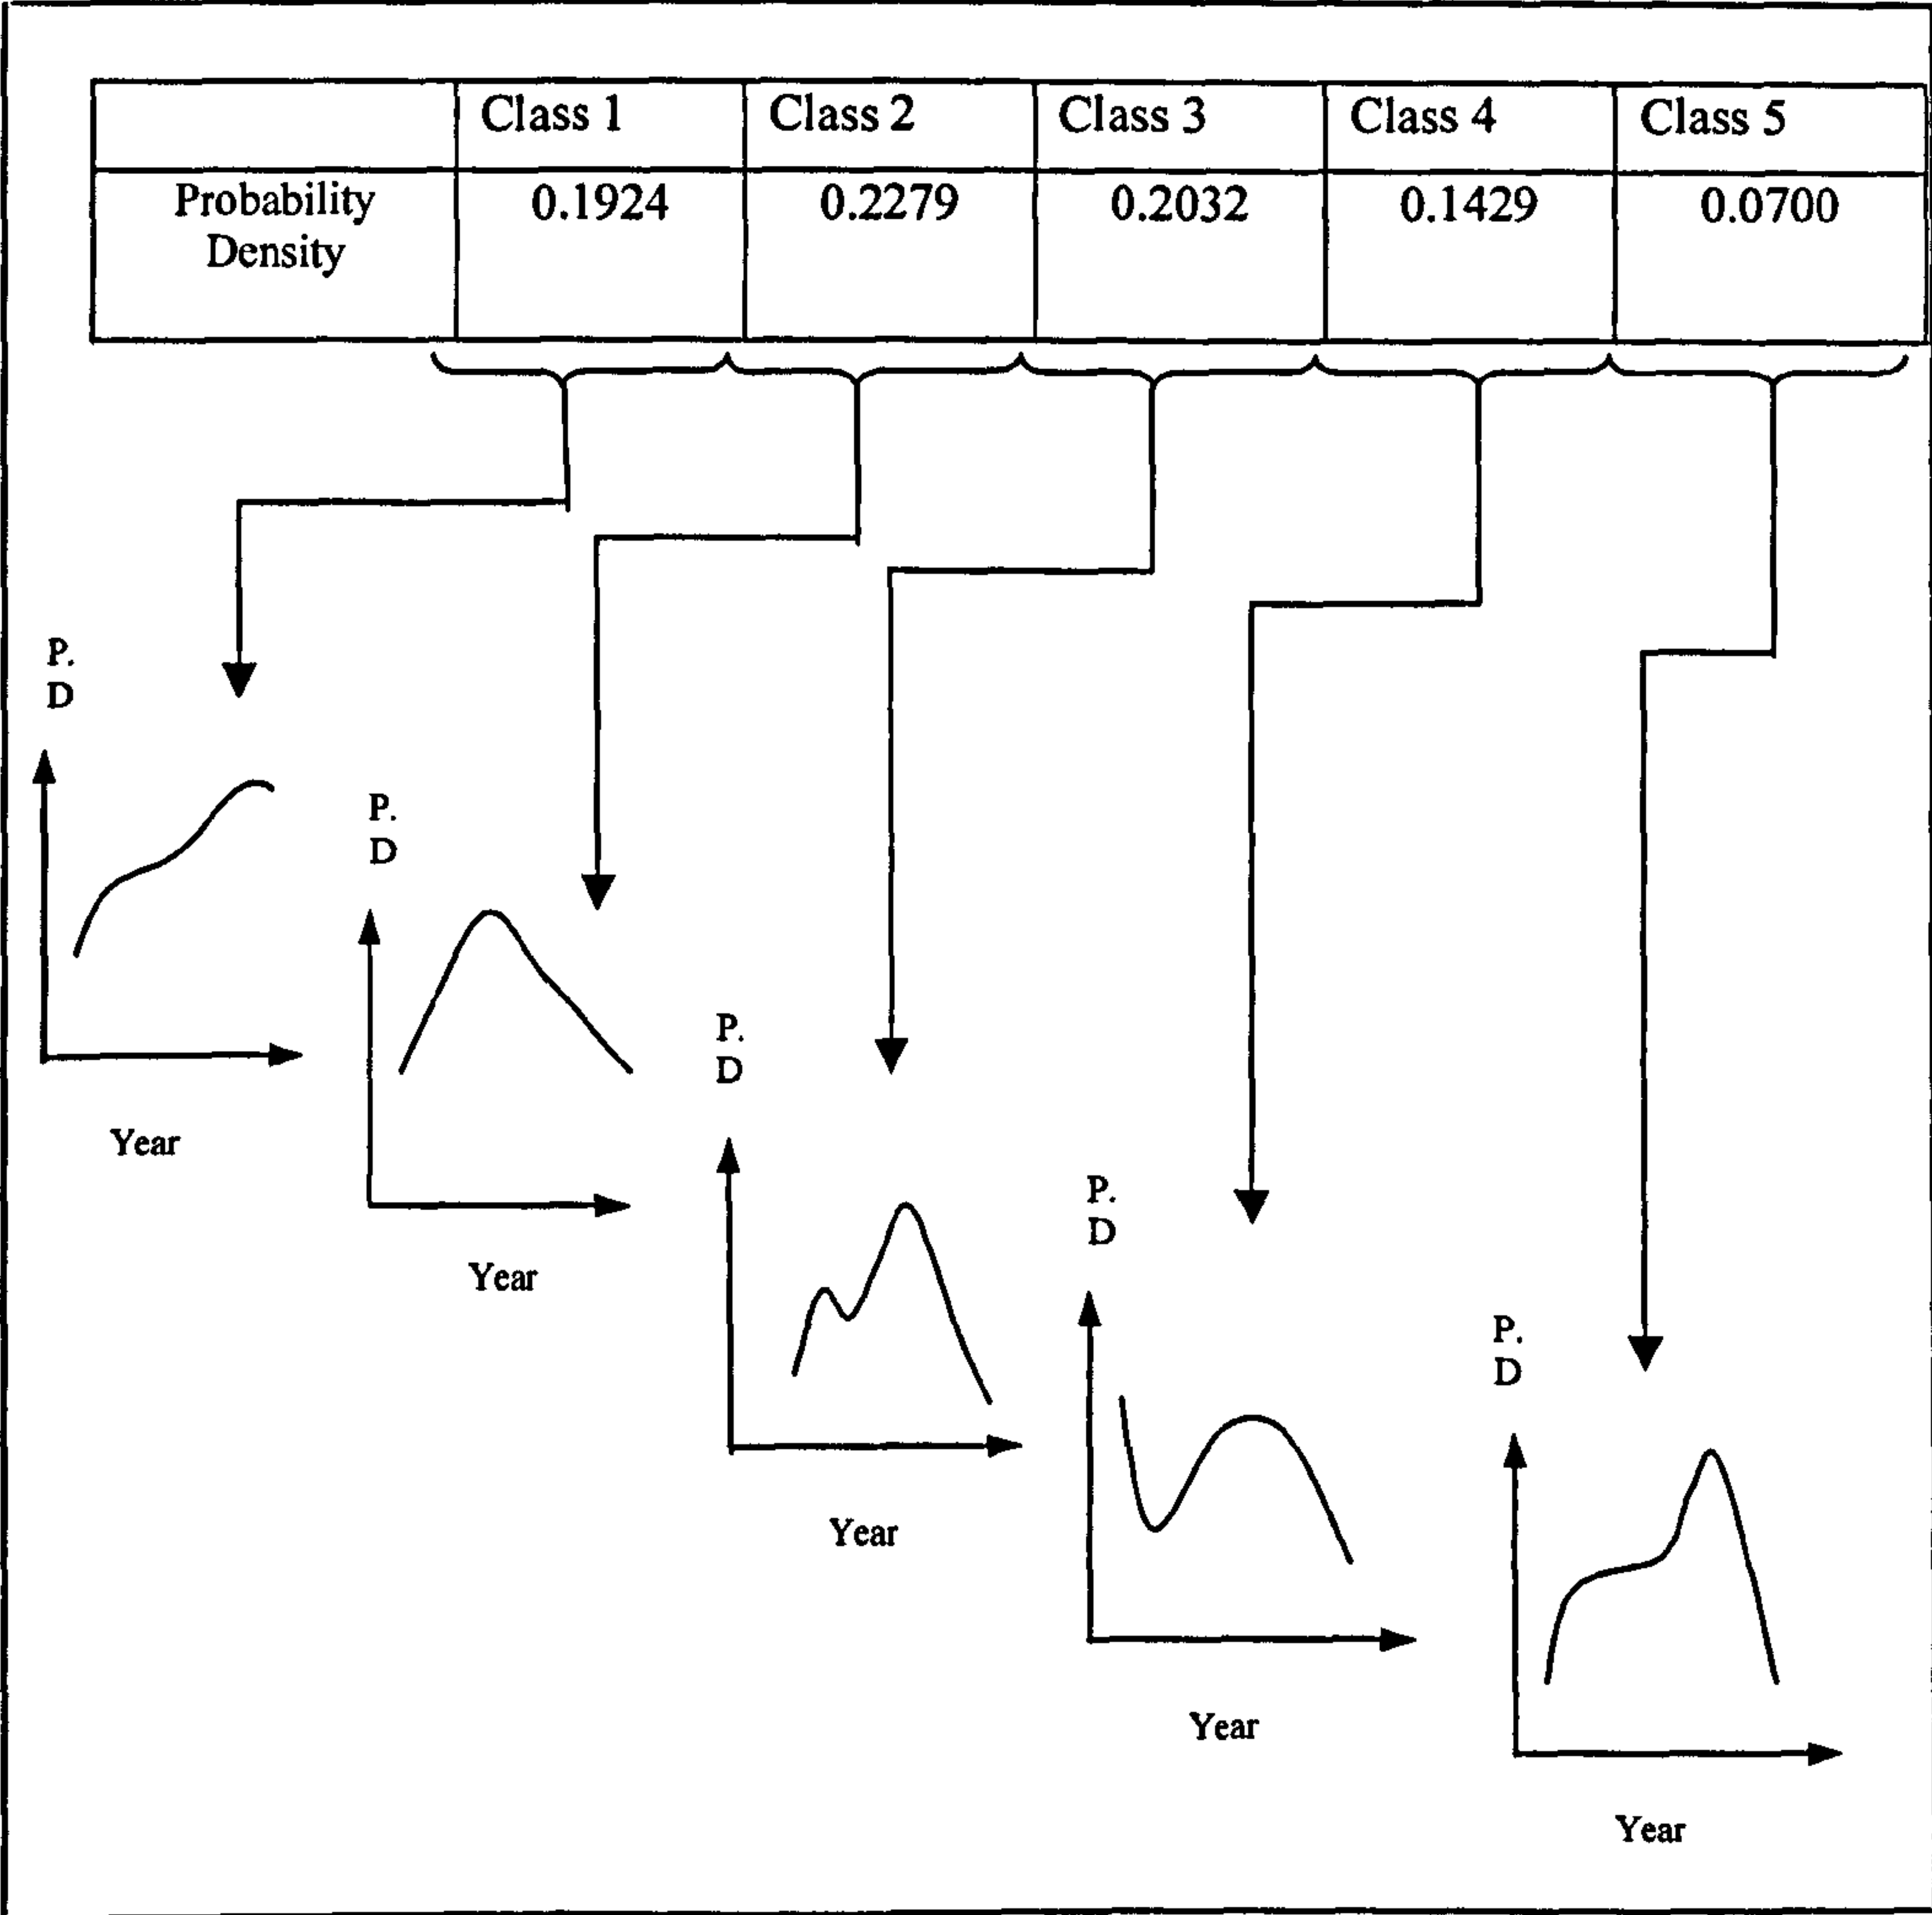 Class 1 Class 2 Class 3 Class 4 Class 5
Probability 0.1924 0.2279 0.2032 0.1429 0.0700
Density
P.
D
Year
P.
D
Year
P.
D
Year
P.
D
Year
P.
D
Year